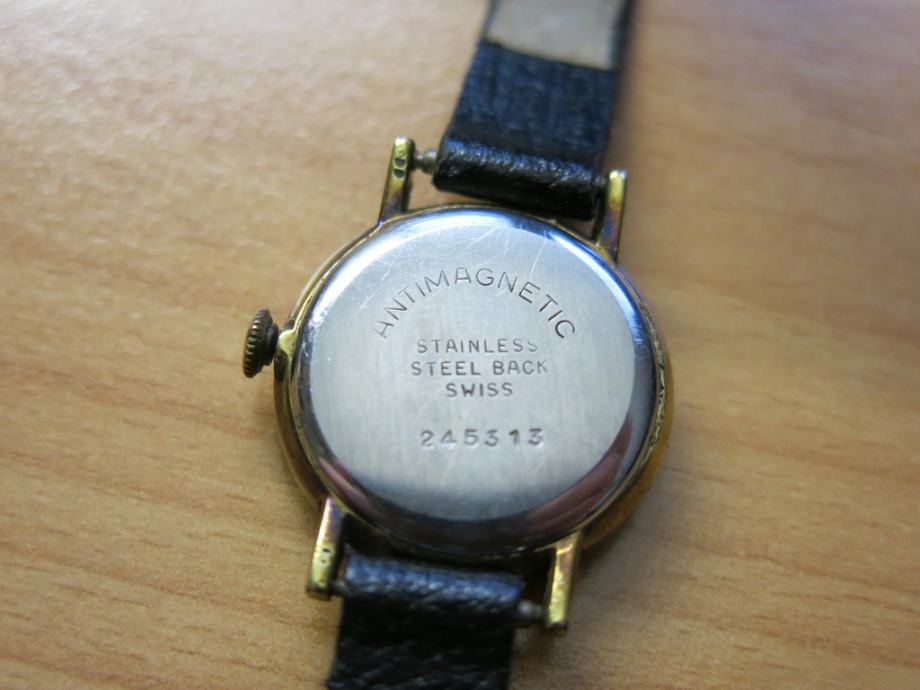 ANTIMAGNETIC
STAINLESS
STEEL BACK
SWISS
245313